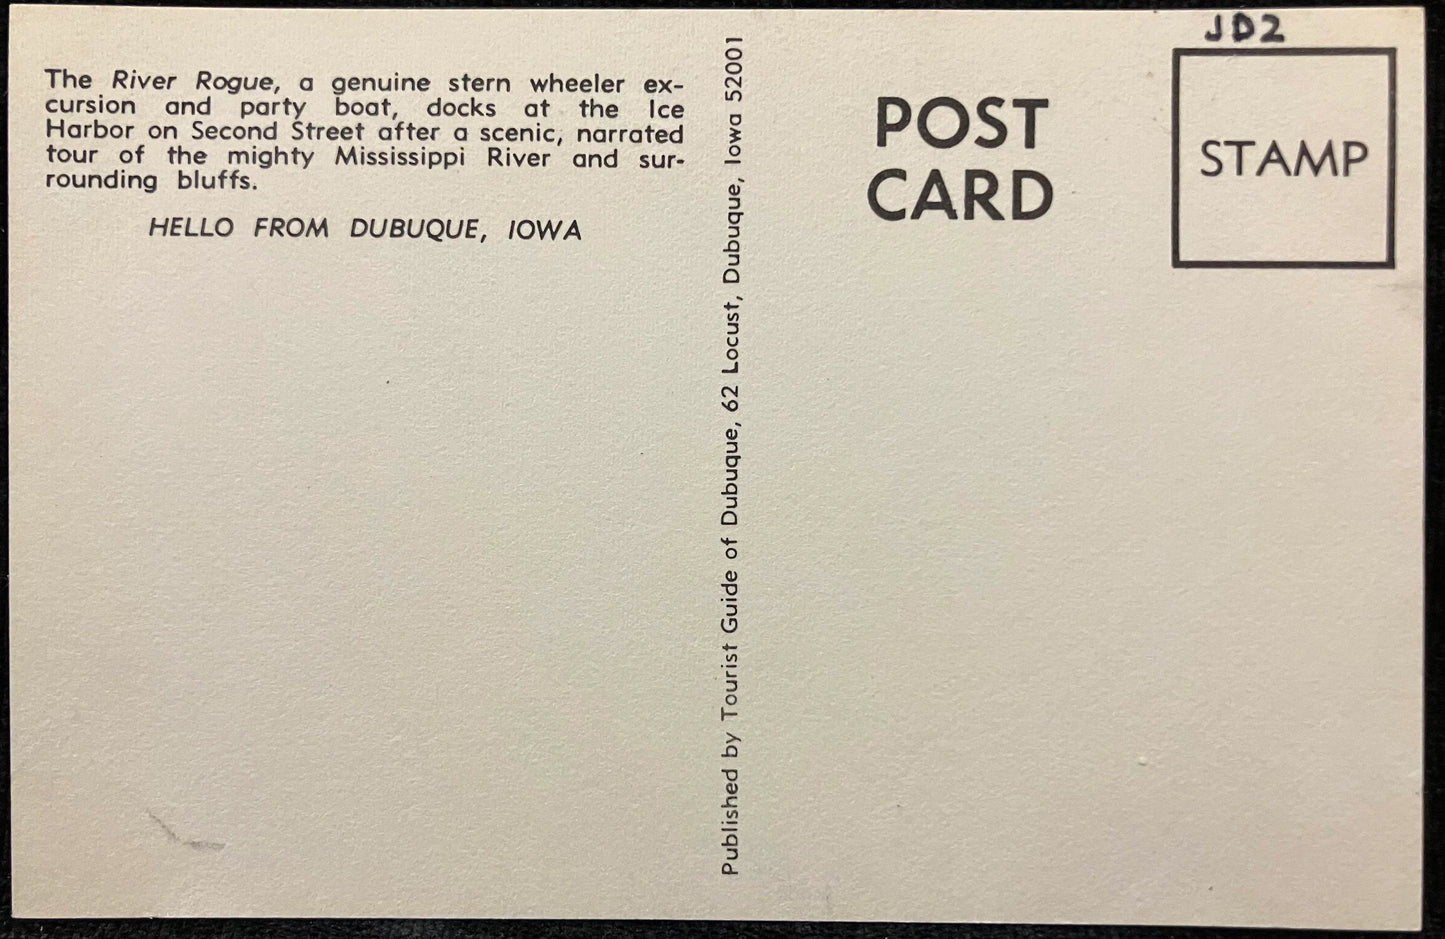 The River Rogue, a genuine stern wheeler ex-
cursion and party boat, docks at the Ice
Harbor on Second Street after a scenic, narrated
tour of the mighty Mississippi River and sur-
rounding bluffs.
HELLO FROM DUBUQUE, IOWA
Published by Tourist Guide of Dubuque, 62 Locust, Dubuque, Iowa 52001
POST
CARD
JD2
STAMP